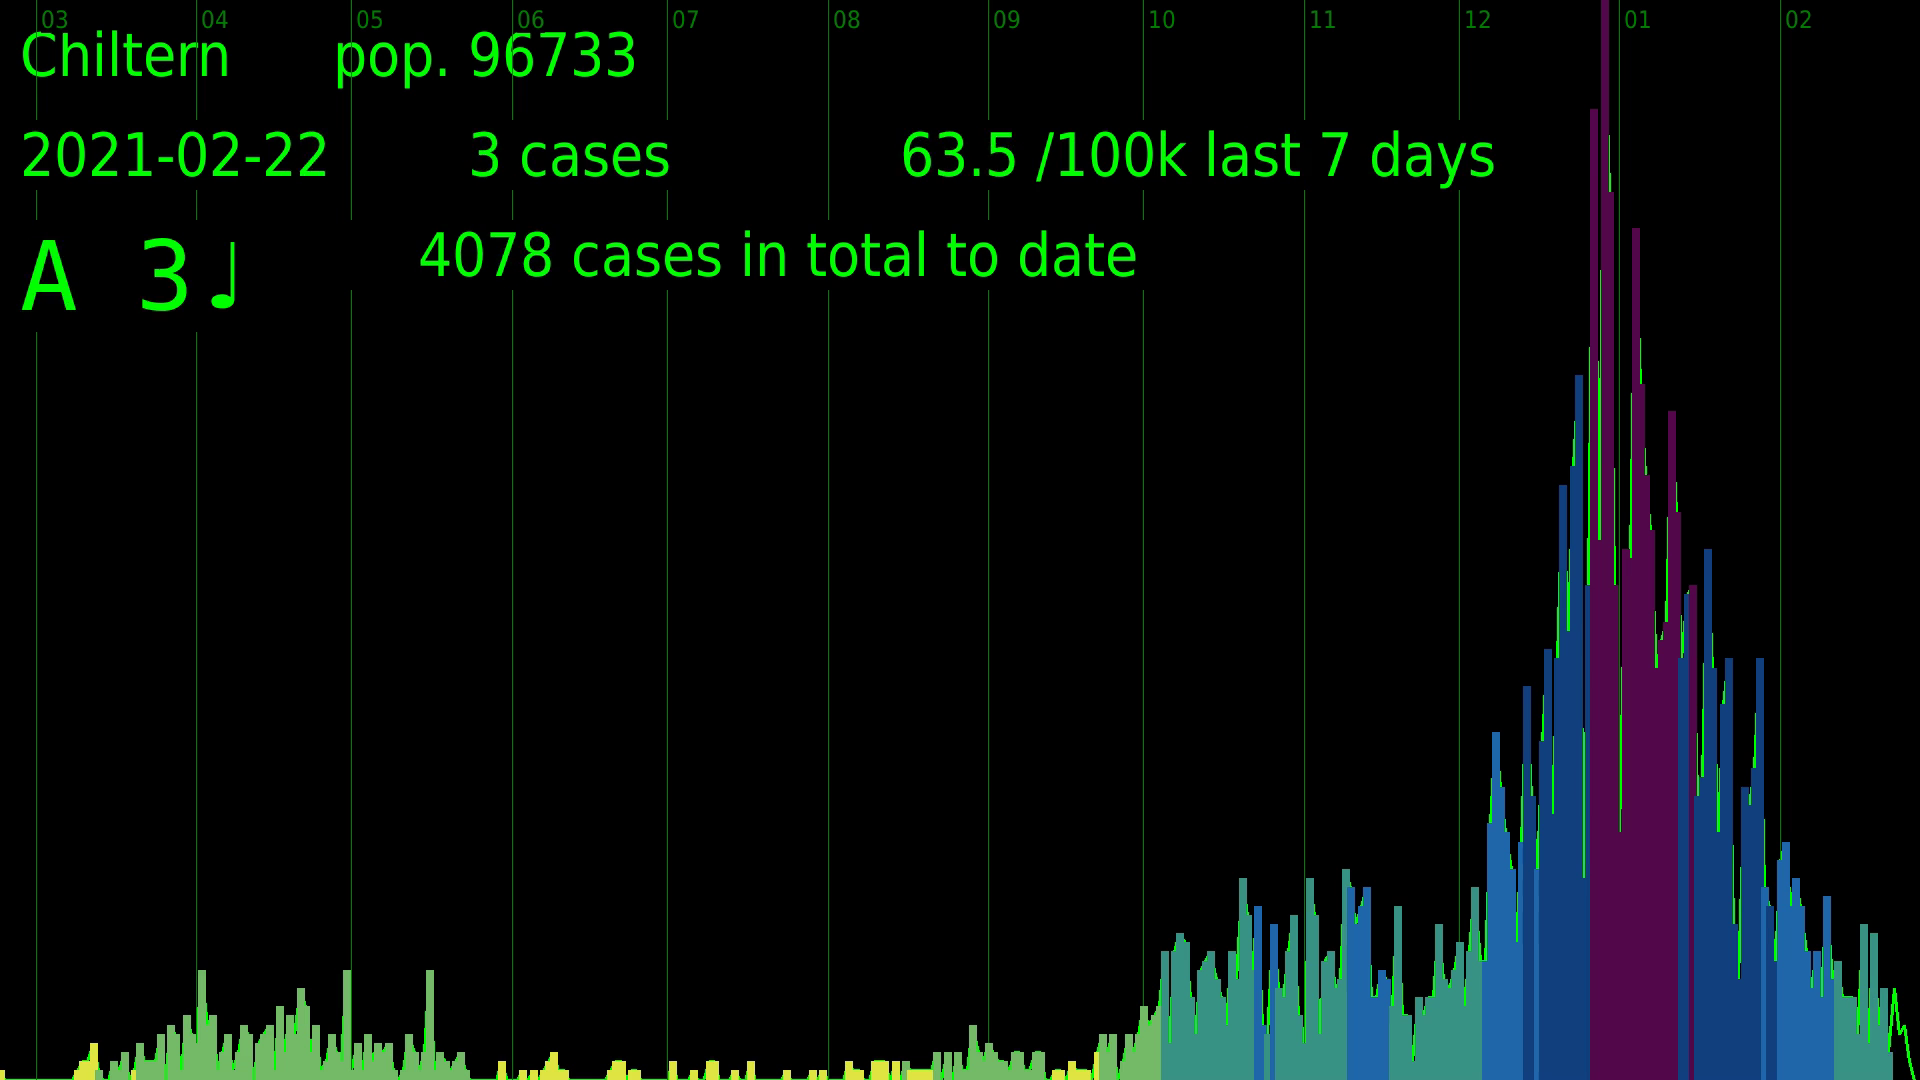 03 04 05 06 07 08 09 10 11 12 01 02
Chiltern pop. 96733
2021-02-22 3 cases 63.5 /100k last 7 days
A 3♩ 4078 cases in total to date